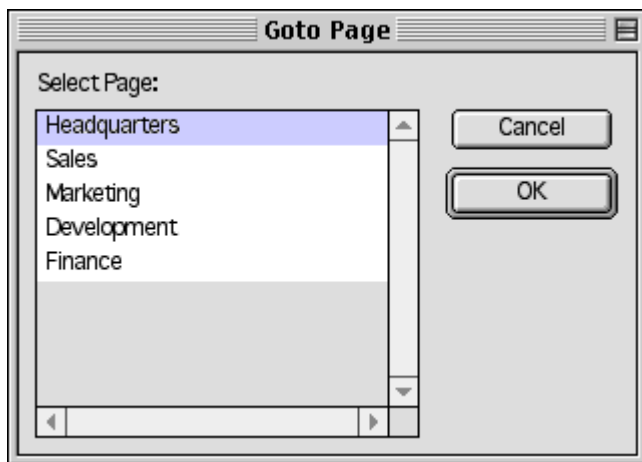 Goto Page
Select Page:
Headquarters
Sales
Marketing
Development
Finance
Cancel
OK